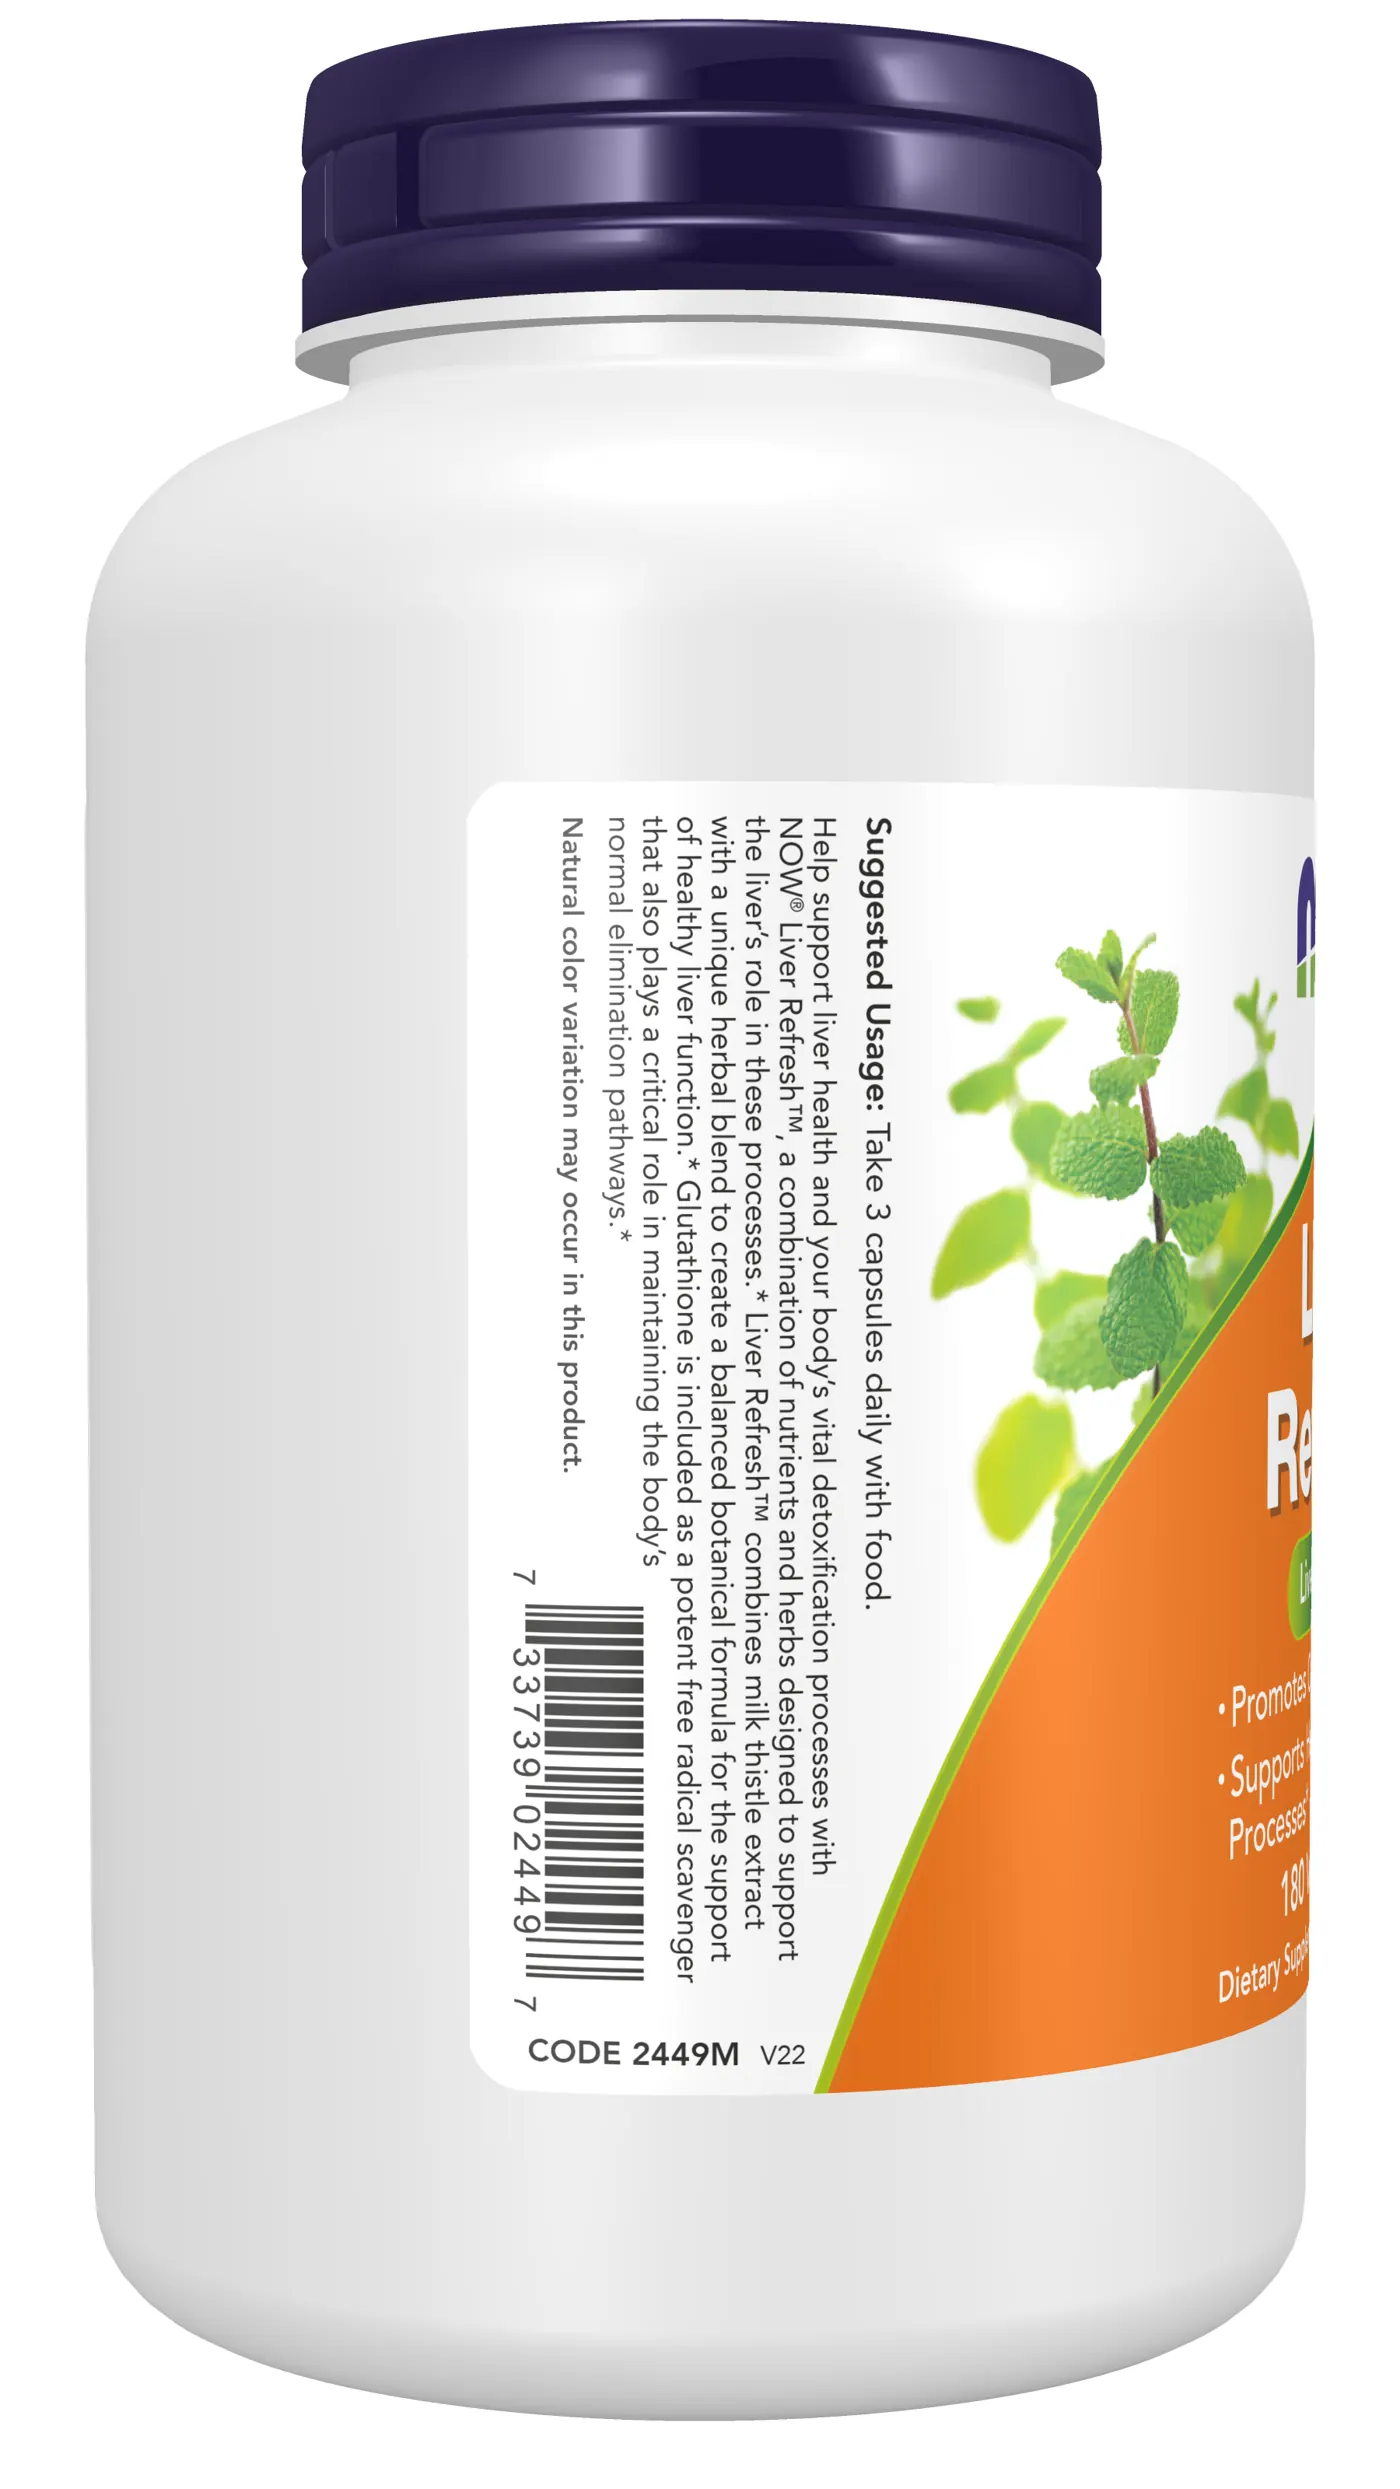 Suggested Usage: Take 3 capsules daily with food.
Help support liver health and your body's vital detoxification processes with
NOW® Liver Refresh™, a combination of nutrients and herbs designed to support
the liver's role in these processes.* Liver Refresh™ combines milk thistle extract
with a unique herbal blend to create a balanced botanical formula for the support
of healthy liver function.* Glutathione is included as a potent free radical scavenger
that also plays a critical role in maintaining the body's
normal elimination pathways.*
Natural color variation may occur in this product.
7 33739 02449 7
CODE 2449M V22
• Promotes
• Supports
Processes*
180
Dietary